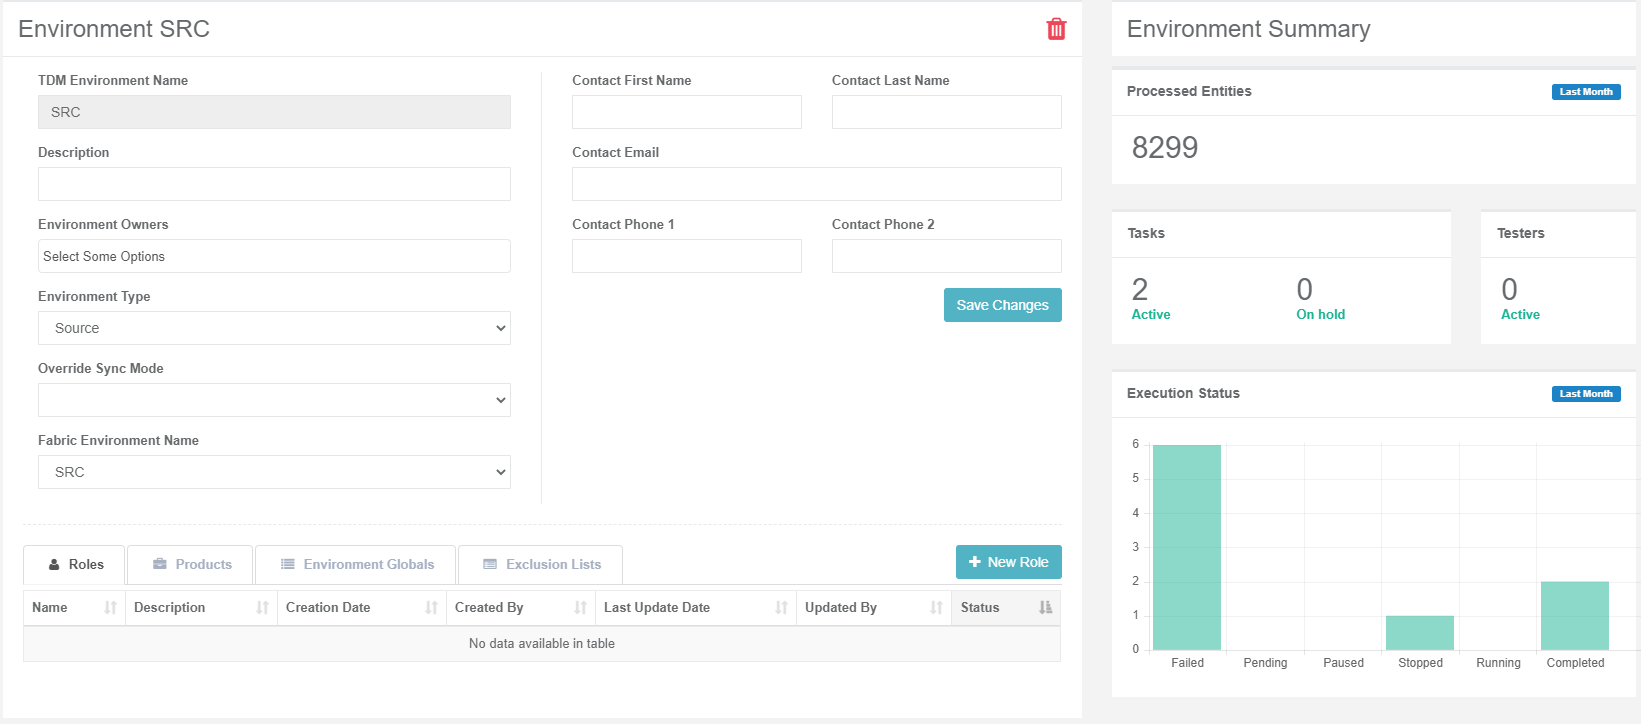 Environment SRC
TDM Environment Name
SRC
Description
Environment Owners
Select Some Options
Environment Type
Source
Override Sync Mode
Fabric Environment Name
SRC
Contact First Name
Contact Last Name
Contact Email
Contact Phone 1
Contact Phone 2
Save Changes
Roles
Products
Environment Globals
Exclusion Lists
New Role
Name
Description
Creation Date
Created By
Last Update Date
Updated By
Status
No data available in table
Environment Summary
Processed Entities
Last Month
8299
Tasks
2
Active
0
On hold
Testers
0
Active
Execution Status
Last Month
6
5
4
3
2
1
0
Failed
Pending
Paused
Stopped
Running
Completed